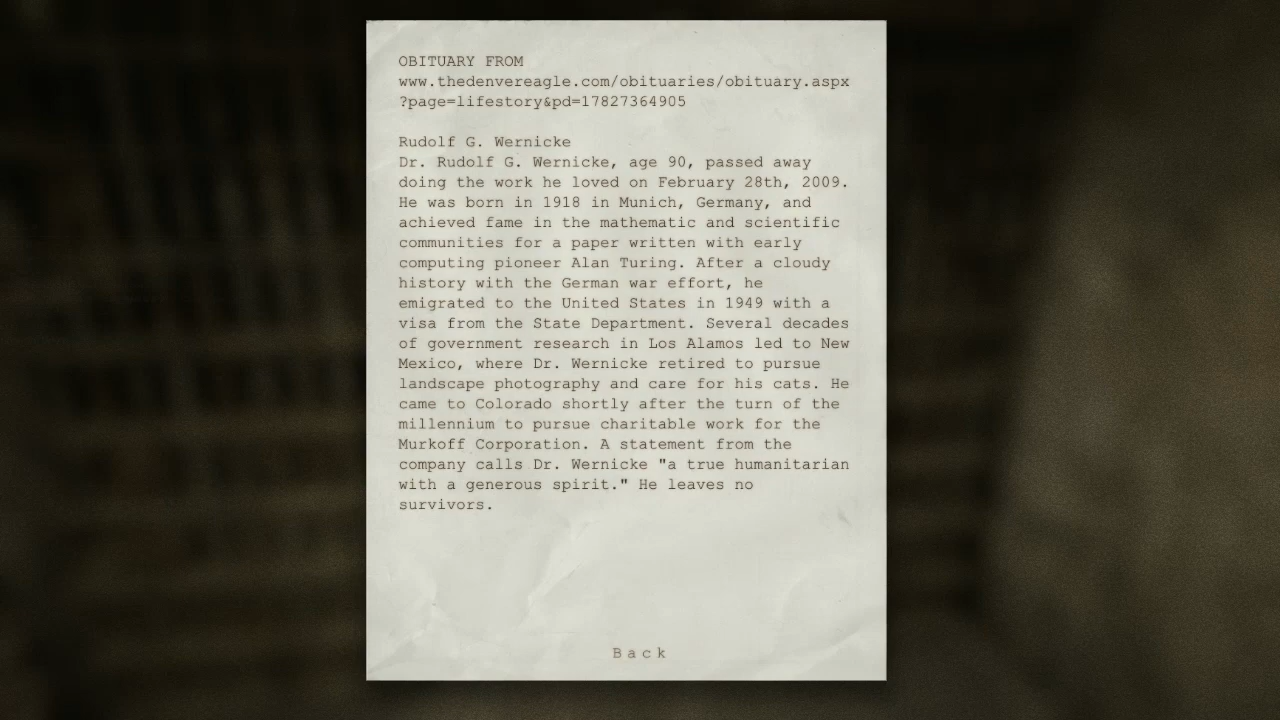 OBITUARY FROM
www.thedenvereagle.com/obituaries/obituary.aspx
?page=lifestory&pd=17827364905
Rudolf G. Wernicke
Dr. Rudolf G. Wernicke, age 90, passed away
doing the work he loved on February 28th, 2009.
He was born in 1918 in Munich, Germany, and
achieved fame in the mathematic and scientific
communities for a paper written with early
computing pioneer Alan Turing. After a cloudy
history with the German war effort, he
emigrated to the United States in 1949 with a
visa from the State Department. Several decades
of government research in Los Alamos led to New
Mexico, where Dr. Wernicke retired to pursue
landscape photography and care for his cats. He
came to Colorado shortly after the turn of the
millennium to pursue charitable work for the
Murkoff Corporation. A statement from the
company calls Dr. Wernicke "a true humanitarian
with a generous spirit." He leaves no
survivors.
Back